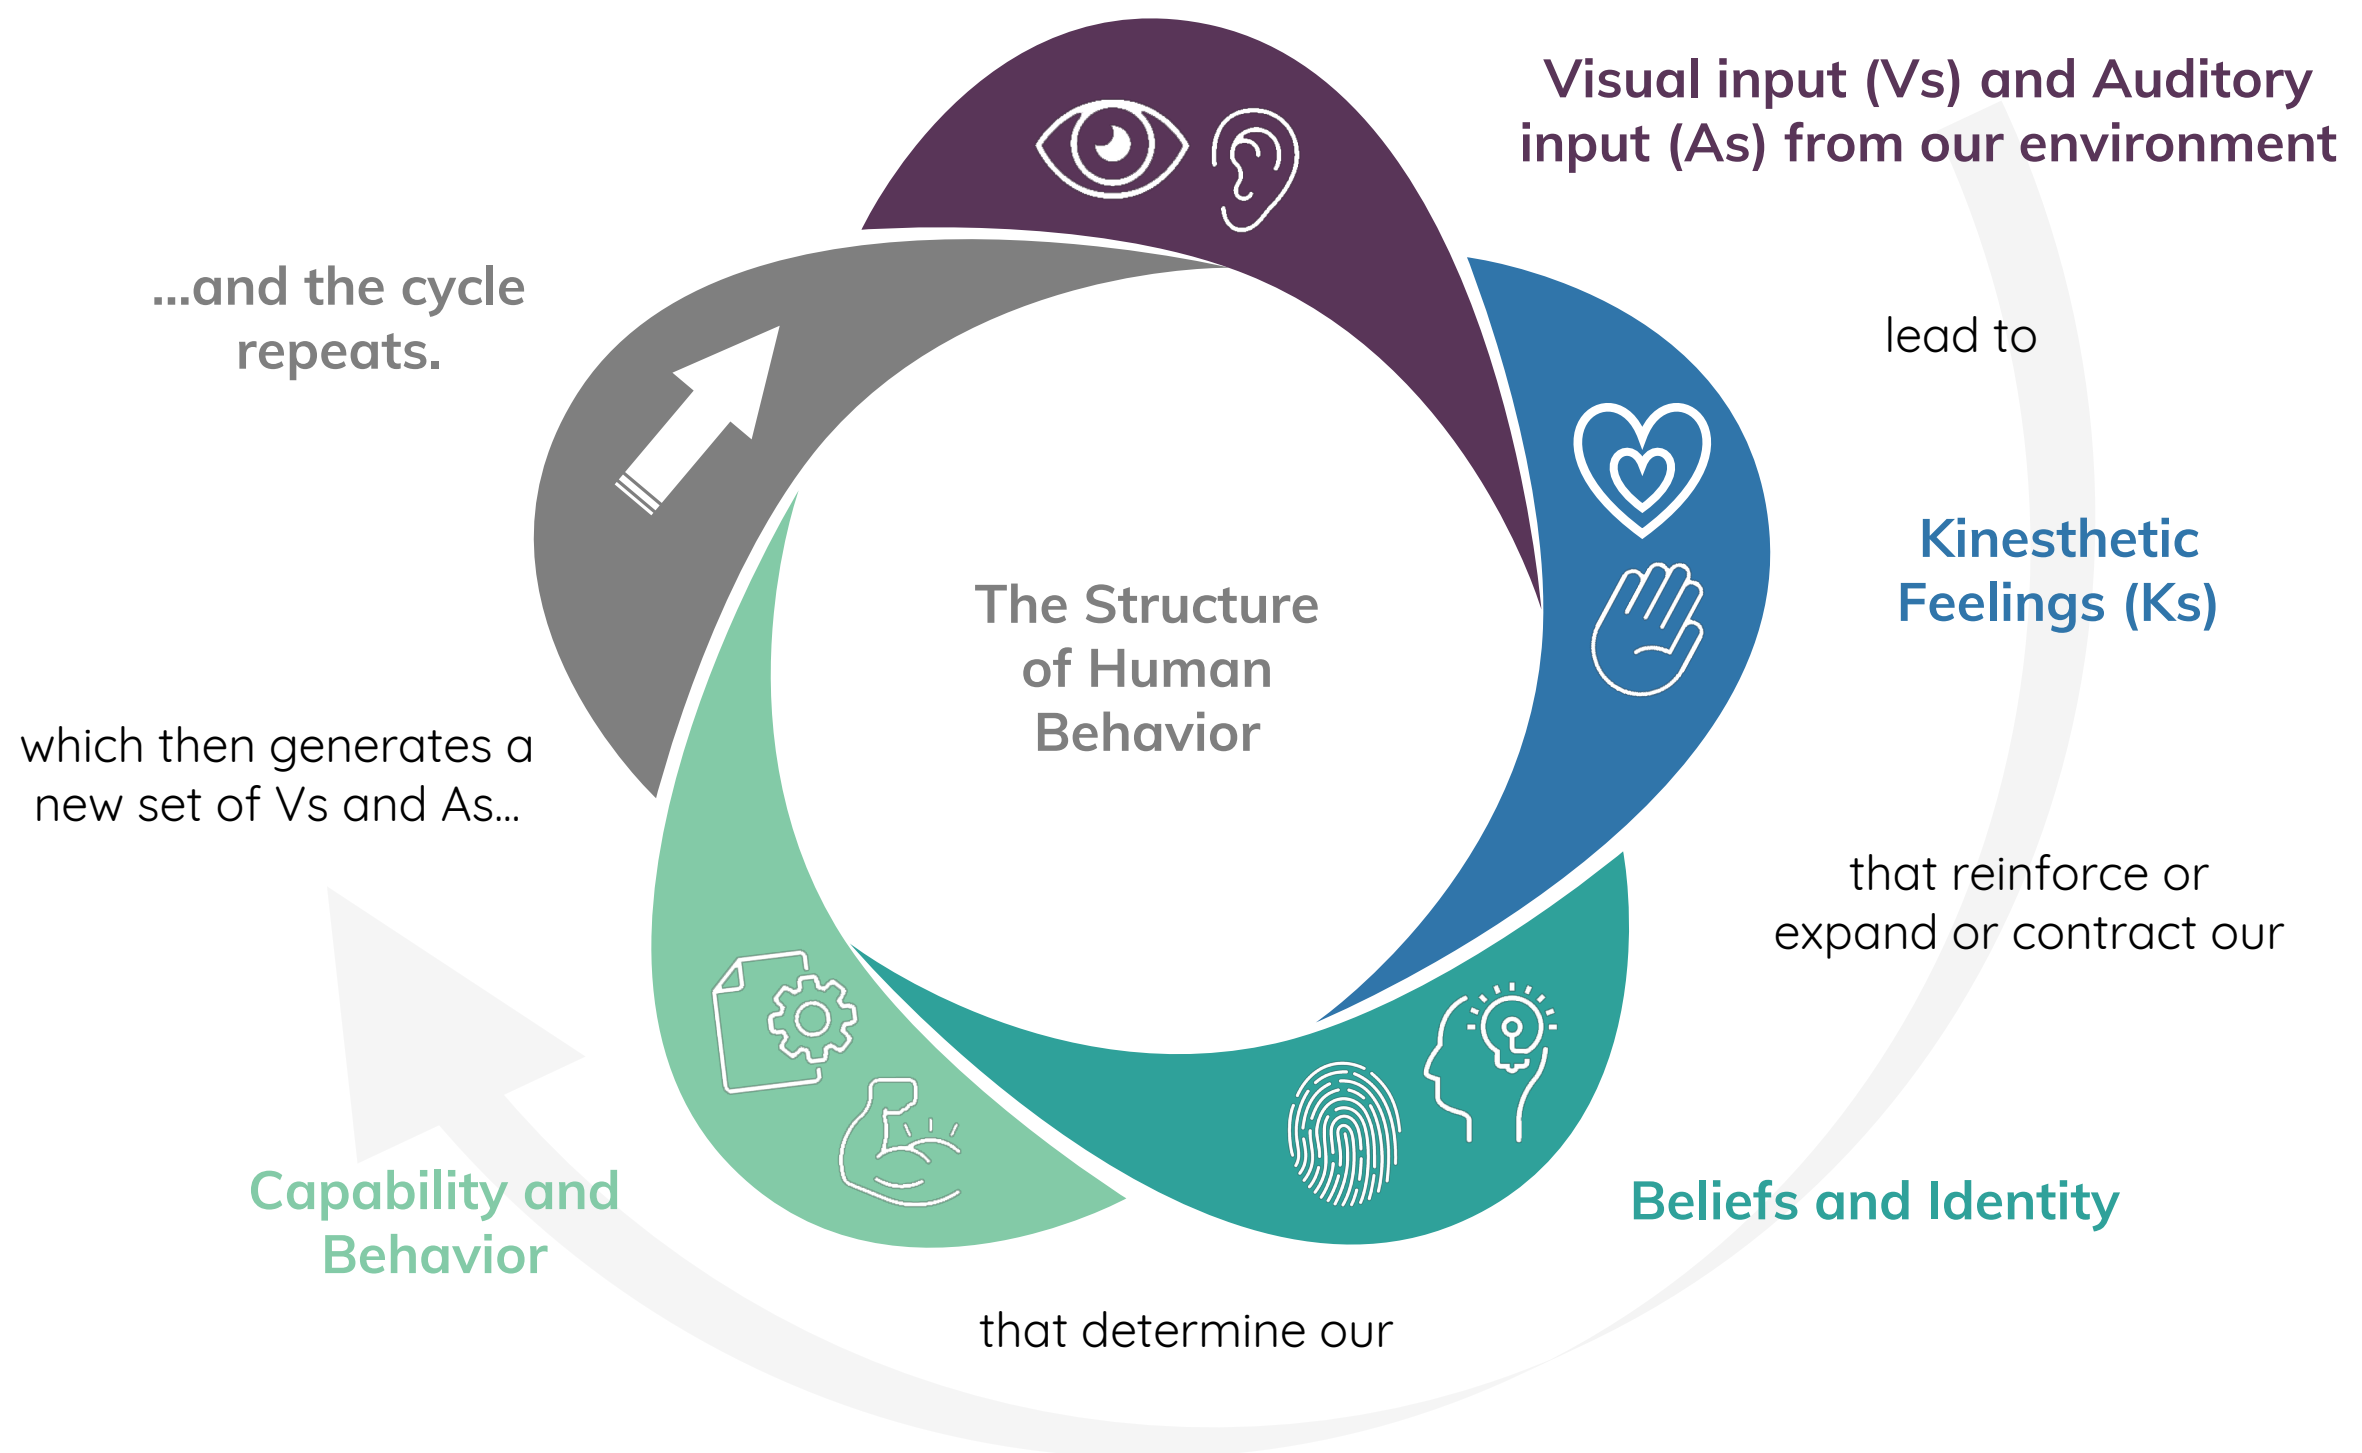 Visual input (Vs) and Auditory
input (As) from our environment
lead to
Kinesthetic
Feelings (Ks)
that reinforce or
expand or contract our
Beliefs and Identity
that determine our
Capability and
Behavior
which then generates a
new set of Vs and As...
...and the cycle
repeats.
The Structure
of Human
Behavior